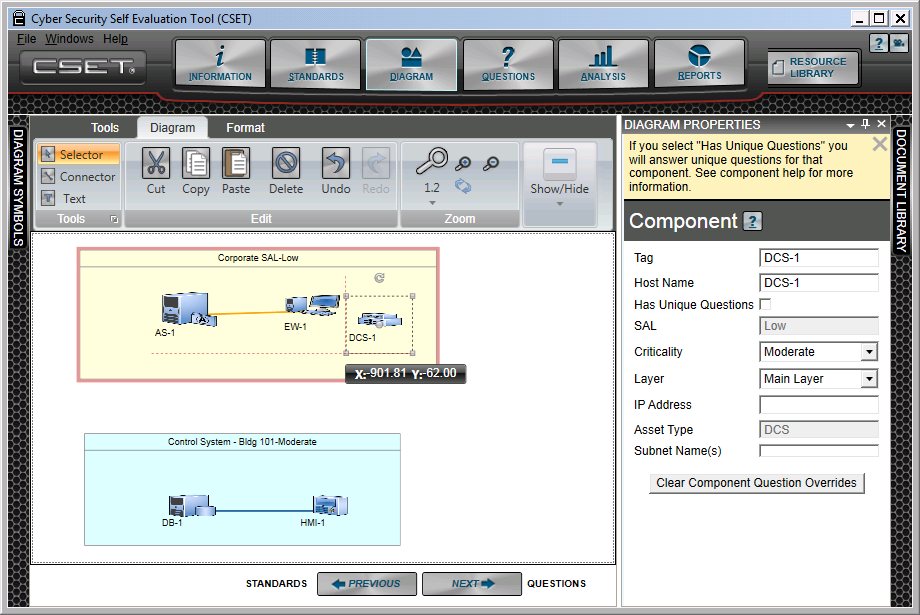 Cyber Security Self Evaluation Tool (CSET)
File Windows Help
CSET
INFORMATION
STANDARDS
DIAGRAM
QUESTIONS
ANALYSIS
REPORTS
RESOURCE
LIBRARY
DIAGRAM SYMBOLS
Tools Diagram Format
Selector
Connector
Text
Tools
Cut Copy Paste Delete Undo Redo
Edit
1.2
Zoom
Show/Hide
Corporate SAL-Low
AS-1
EW-1
DCS-1
X:-901.81 Y:-62.00
Control System - Bldg 101-Moderate
DB-1
HMI-1
STANDARDS PREVIOUS NEXT QUESTIONS
DIAGRAM PROPERTIES
If you select "Has Unique Questions" you
will answer unique questions for that
component. See component help for more
information.
Component ?
Tag DCS-1
Host Name DCS-1
Has Unique Questions
SAL Low
Criticality Moderate
Layer Main Layer
IP Address
Asset Type DCS
Subnet Name(s)
Clear Component Question Overrides
DOCUMENT LIBRARY